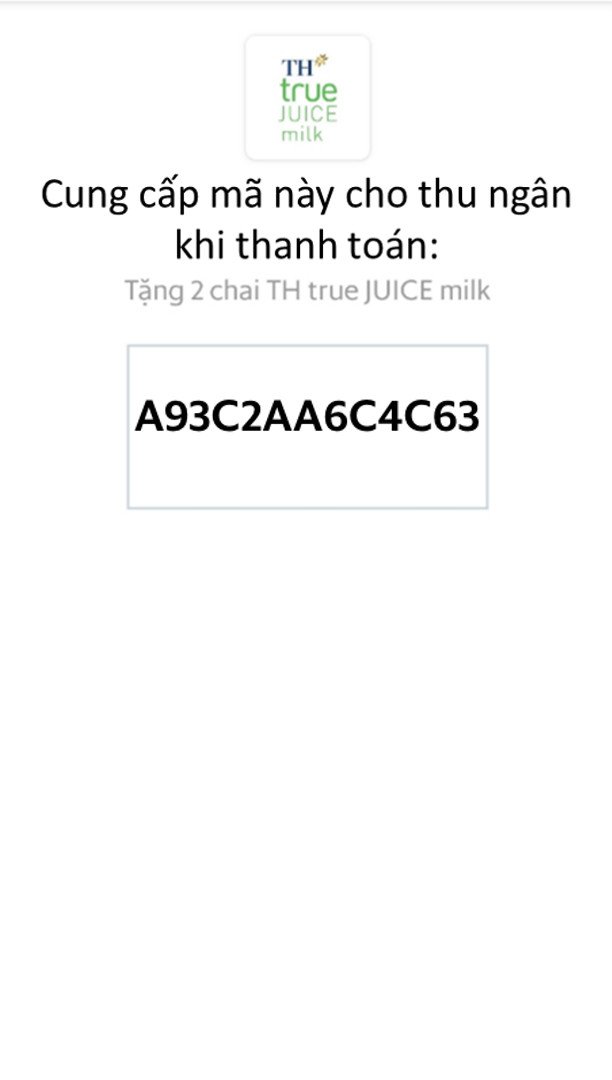 TH
true
JUICE
milk
Cung cấp mã này cho thu ngân
khi thanh toán:
Tặng 2 chai TH true JUICE milk
A93C2AA6C4C63